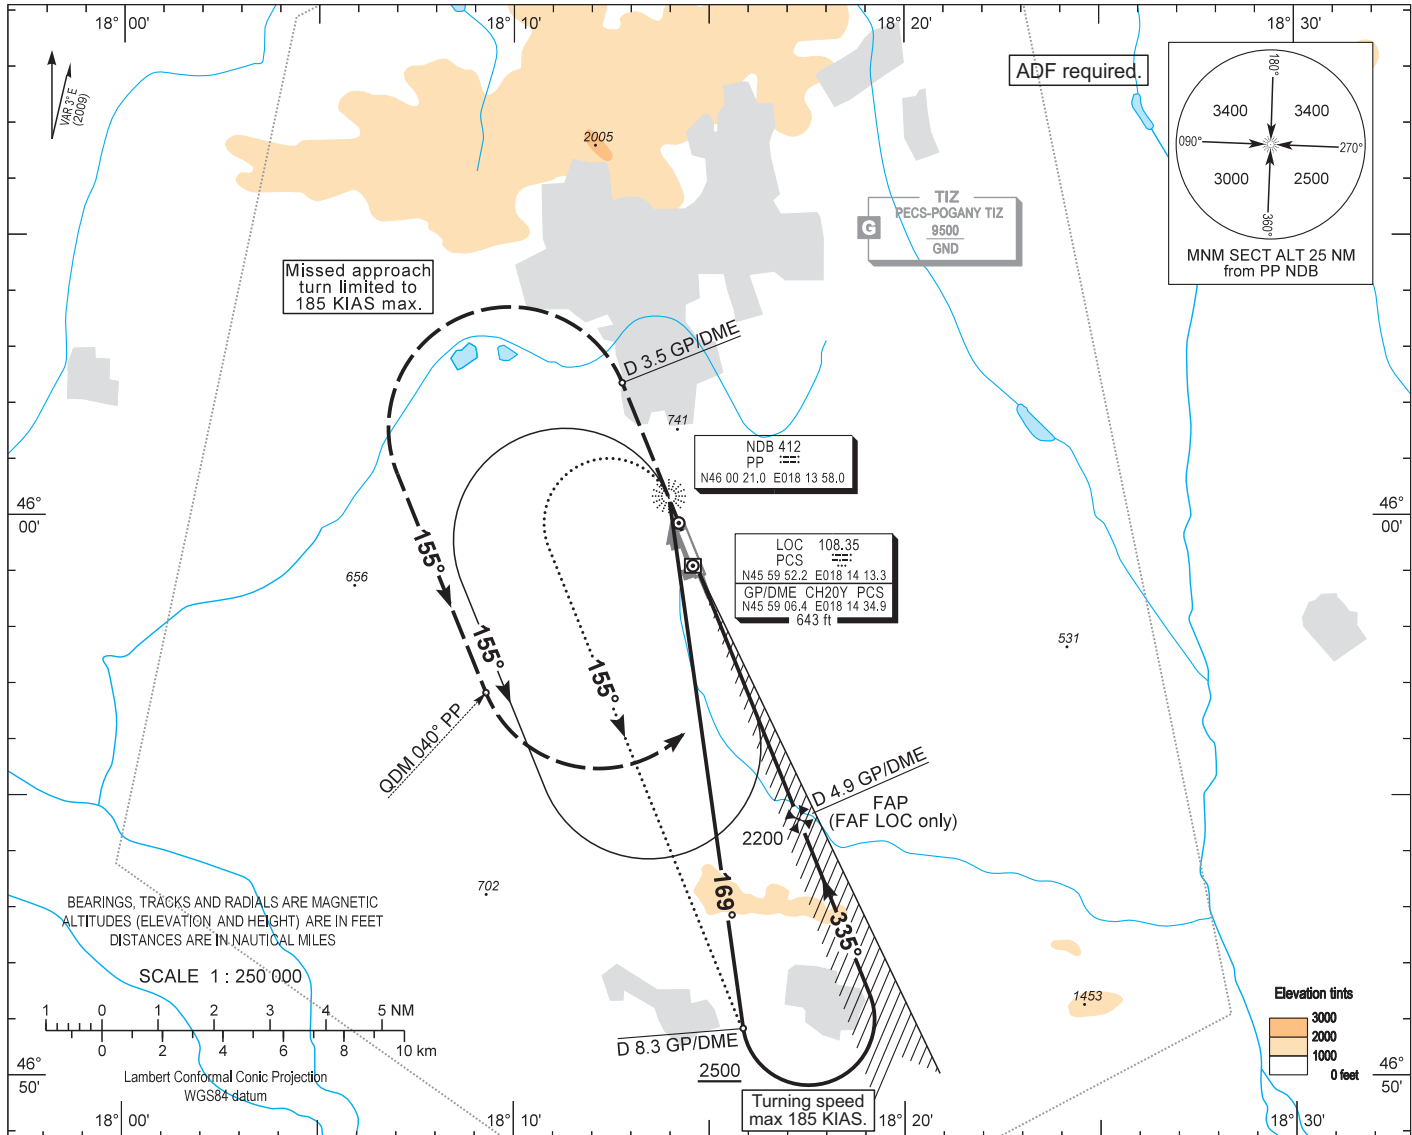 18° 00'
18° 10'
18° 20'
18° 30'
VAR 3° E
(2009)
ADF required.
180°
3400
3400
090°
270°
3000
2500
360°
MNM SECT ALT 25 NM
from PP NDB
2005
TIZ
PECS-POGANY TIZ
G
9500
GND
Missed approach
turn limited to
185 KIAS max.
D 3.5 GP/DME
741
NDB 412
PP
N46 00 21.0 E018 13 58.0
46°
00'
46°
00'
LOC 108.35
PCS
N45 59 52.2 E018 14 13.3
GP/DME CH20Y PCS
N45 59 06.4 E018 14 34.9
643 ft
155°
656
531
155°
155°
QDM 040° PP
D 4.9 GP/DME
FAP
(FAF LOC only)
2200
702
169°
335°
BEARINGS, TRACKS AND RADIALS ARE MAGNETIC
ALTITUDES (ELEVATION AND HEIGHT) ARE IN FEET
DISTANCES ARE IN NAUTICAL MILES
SCALE 1 : 250 000
1 0 1 2 3 4 5 NM
0 2 4 6 8 10 km
Lambert Conformal Conic Projection
WGS84 datum
1453
Elevation tints
3000
2000
1000
0 feet
D 8.3 GP/DME
2500
46°
50'
46°
50'
Turning speed
max 185 KIAS.
18° 00'
18° 10'
18° 20'
18° 30'